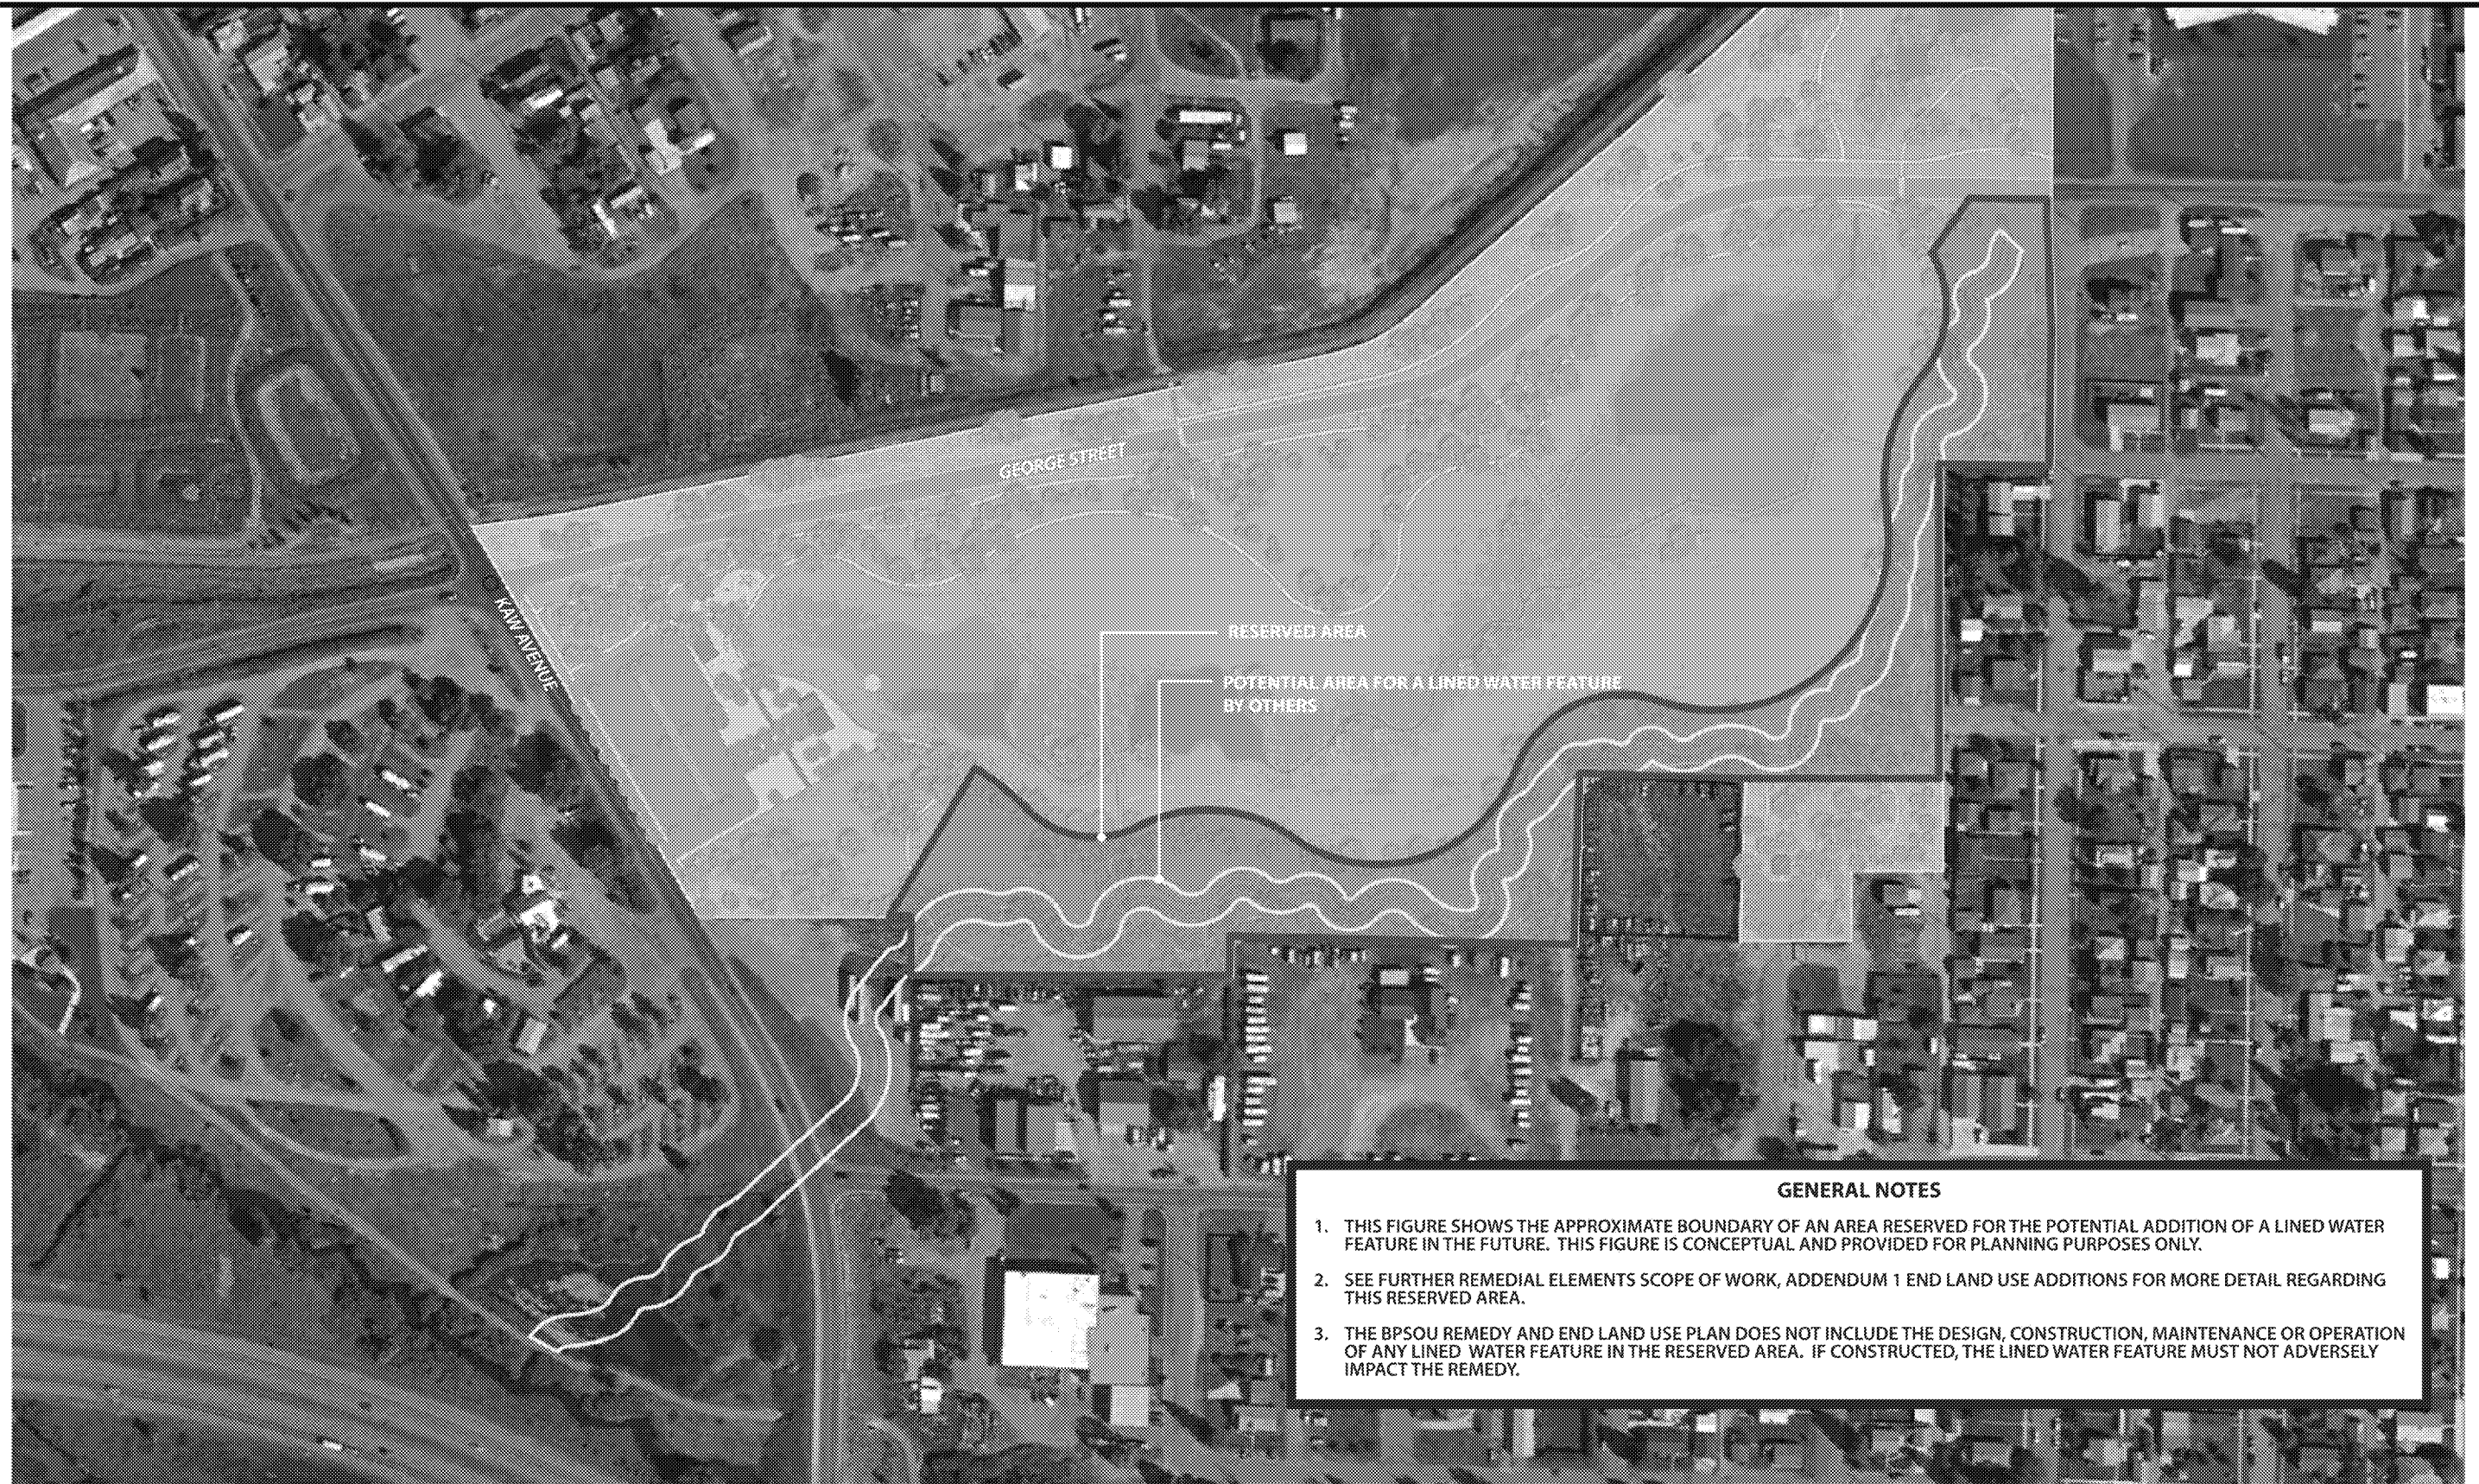 GEORGE STREET
KAW AVENUE
RESERVED AREA
POTENTIAL AREA FOR A LINED WATER FEATURE
BY OTHERS
GENERAL NOTES
1. THIS FIGURE SHOWS THE APPROXIMATE BOUNDARY OF AN AREA RESERVED FOR THE POTENTIAL ADDITION OF A LINED WATER
FEATURE IN THE FUTURE. THIS FIGURE IS CONCEPTUAL AND PROVIDED FOR PLANNING PURPOSES ONLY.
2. SEE FURTHER REMEDIAL ELEMENTS SCOPE OF WORK, ADDENDUM 1 END LAND USE ADDITIONS FOR MORE DETAIL REGARDING
THIS RESERVED AREA.
3. THE BPSOU REMEDY AND END LAND USE PLAN DOES NOT INCLUDE THE DESIGN, CONSTRUCTION, MAINTENANCE OR OPERATION
OF ANY LINED WATER FEATURE IN THE RESERVED AREA. IF CONSTRUCTED, THE LINED WATER FEATURE MUST NOT ADVERSELY
IMPACT THE REMEDY.